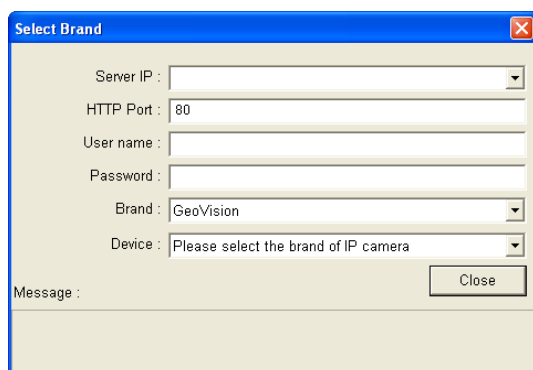 Select Brand
Server IP :
HTTP Port : 80
User name :
Password :
Brand : GeoVision
Device : Please select the brand of IP camera
Close
Message :